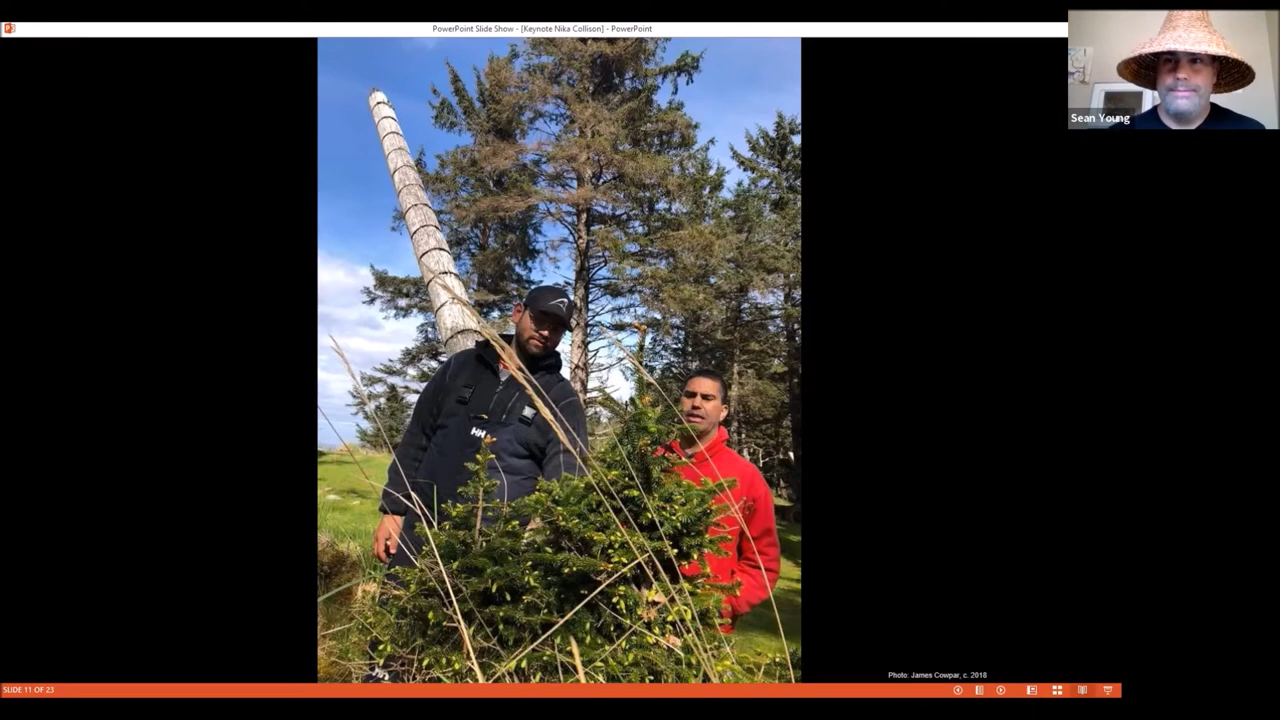 PowerPoint Slide Show - [Keynote Nika Collison] - PowerPoint
Sean Young
HH
Photo: James Cowpar, c. 2018
SLIDE 11 OF 23